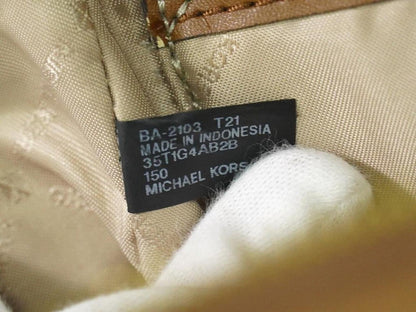 BA-2103 T21
MADE IN INDONESIA
35T1G4AB2B
150
MICHAEL KORS